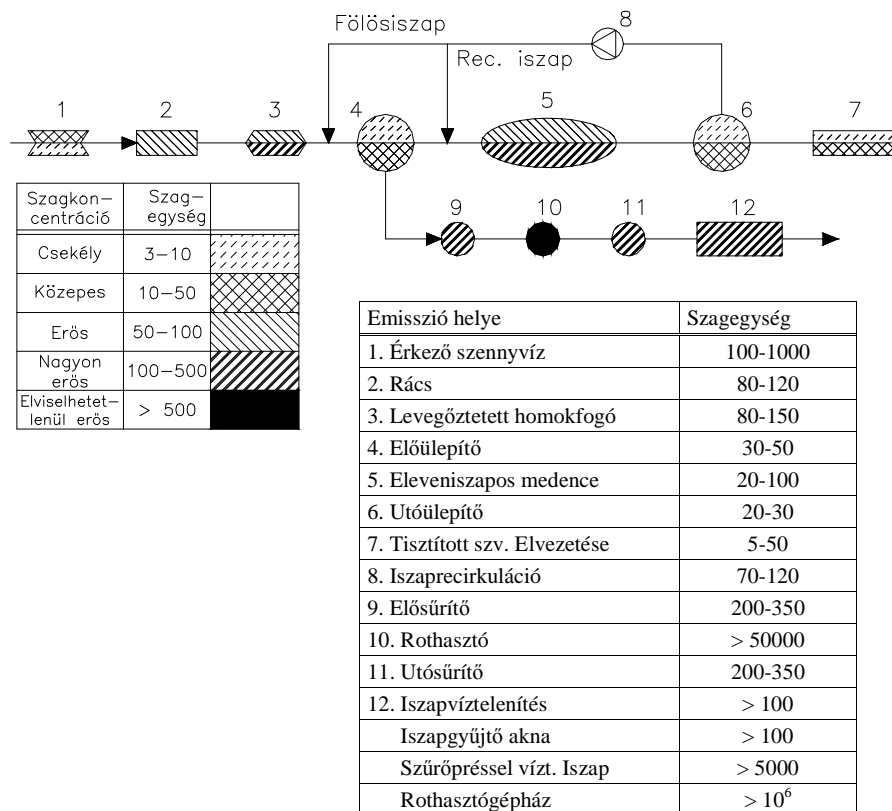 8
Fölösiszap
Rec. iszap
1 2 3 4 5 6 7
9 10 11 12
Szagkon-
centráció
Szag-
egység
Csekély 3-10
Közepes 10-50
Erös 50-100
Nagyon
erös
100-500
Elviselhetet-
lenül erös
> 500
Emisszió helye Szagegység
1. Érkező szennyvíz 100-1000
2. Rács 80-120
3. Levegőztetett homokfogó 80-150
4. Előülepítő 30-50
5. Eleveniszapos medence 20-100
6. Utóülepítő 20-30
7. Tisztított szv. Elvezetése 5-50
8. Iszaprecirkuláció 70-120
9. Elősűrítő 200-350
10. Rothasztó > 50000
11. Utósűrítő 200-350
12. Iszapvíztelenítés > 100
Iszapgyűjtő akna > 100
Szűrőpréssel vízt. Iszap > 5000
Rothasztógépház > 10⁶